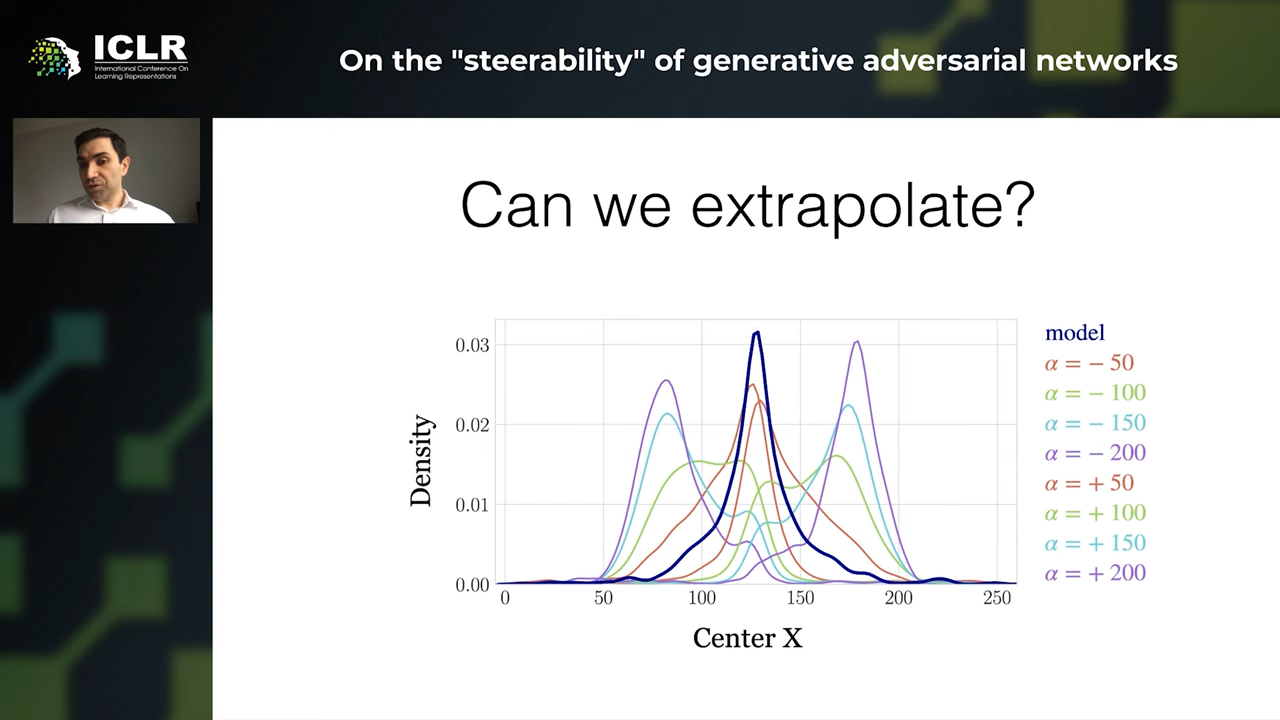 ICLR
International Conference On
Learning Representations
On the "steerability" of generative adversarial networks
Can we extrapolate?
Density
0.03
0.02
0.01
0.00
0 50 100 150 200 250
Center X
model
α = − 50
α = − 100
α = − 150
α = − 200
α = + 50
α = + 100
α = + 150
α = + 200